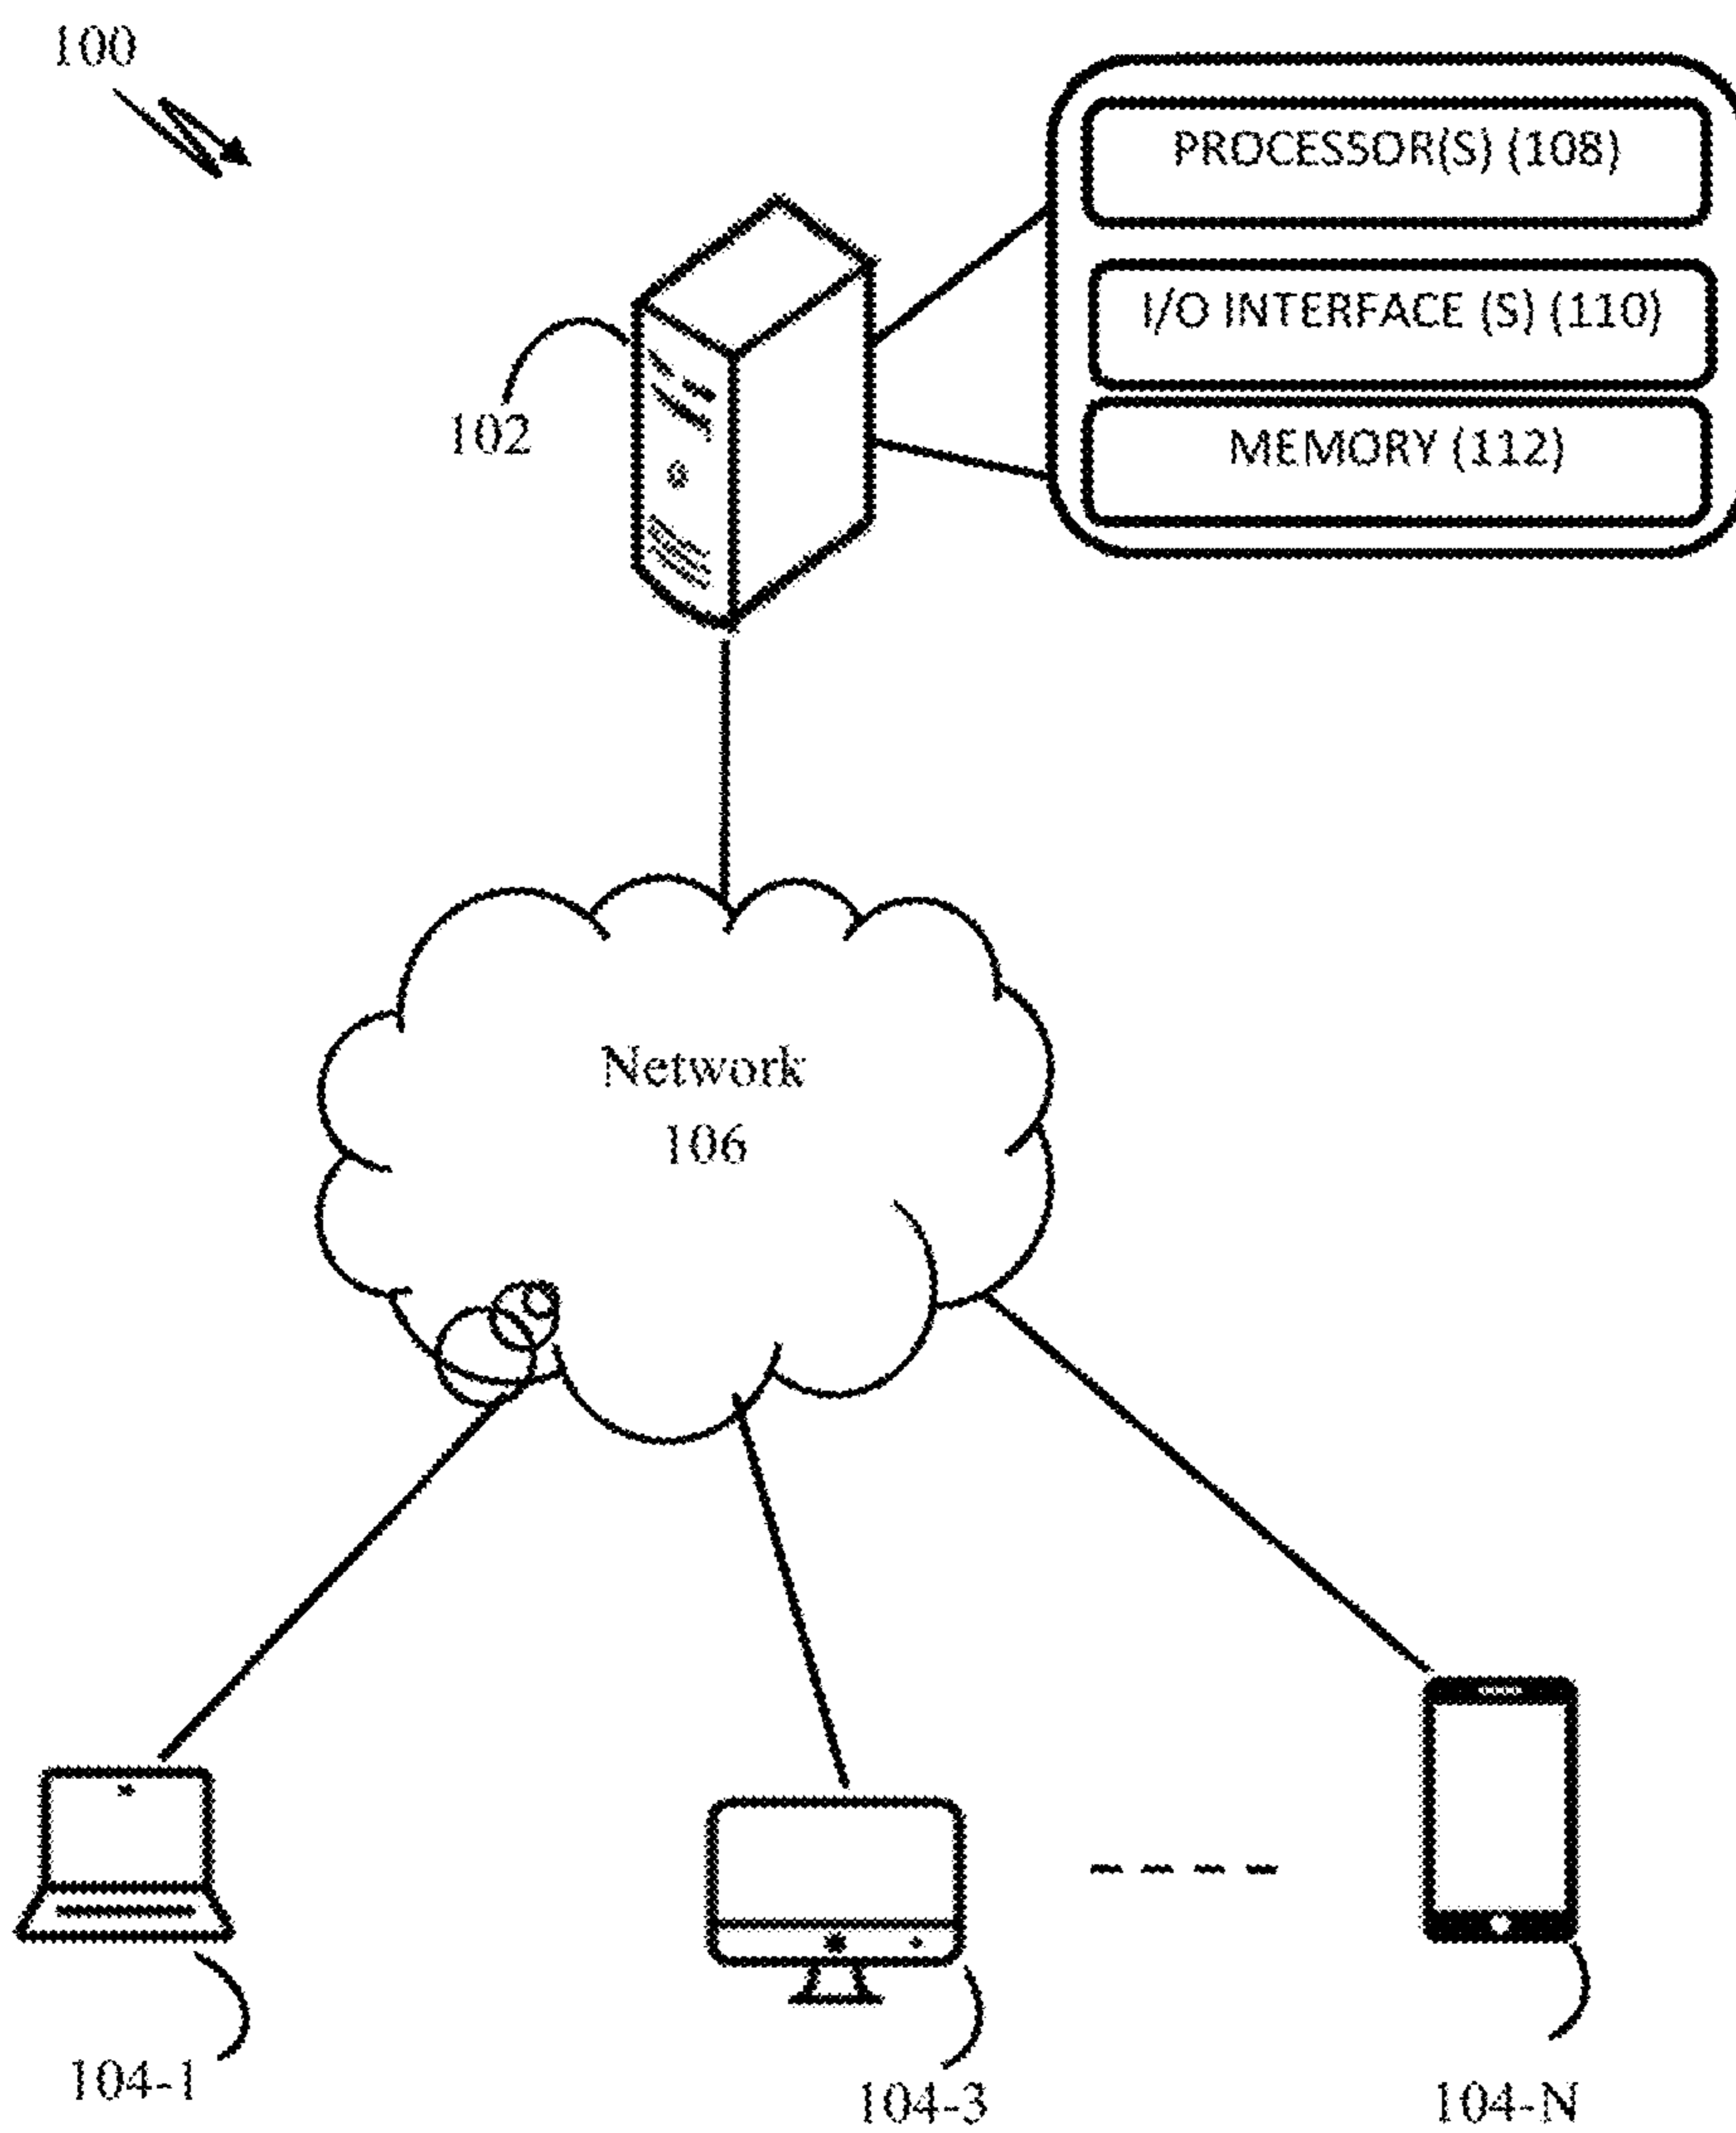 100
PROCESSOR(S) (108)
I/O INTERFACE (S) (110)
MEMORY (112)
102
Network
106
104-1
104-3
104-N